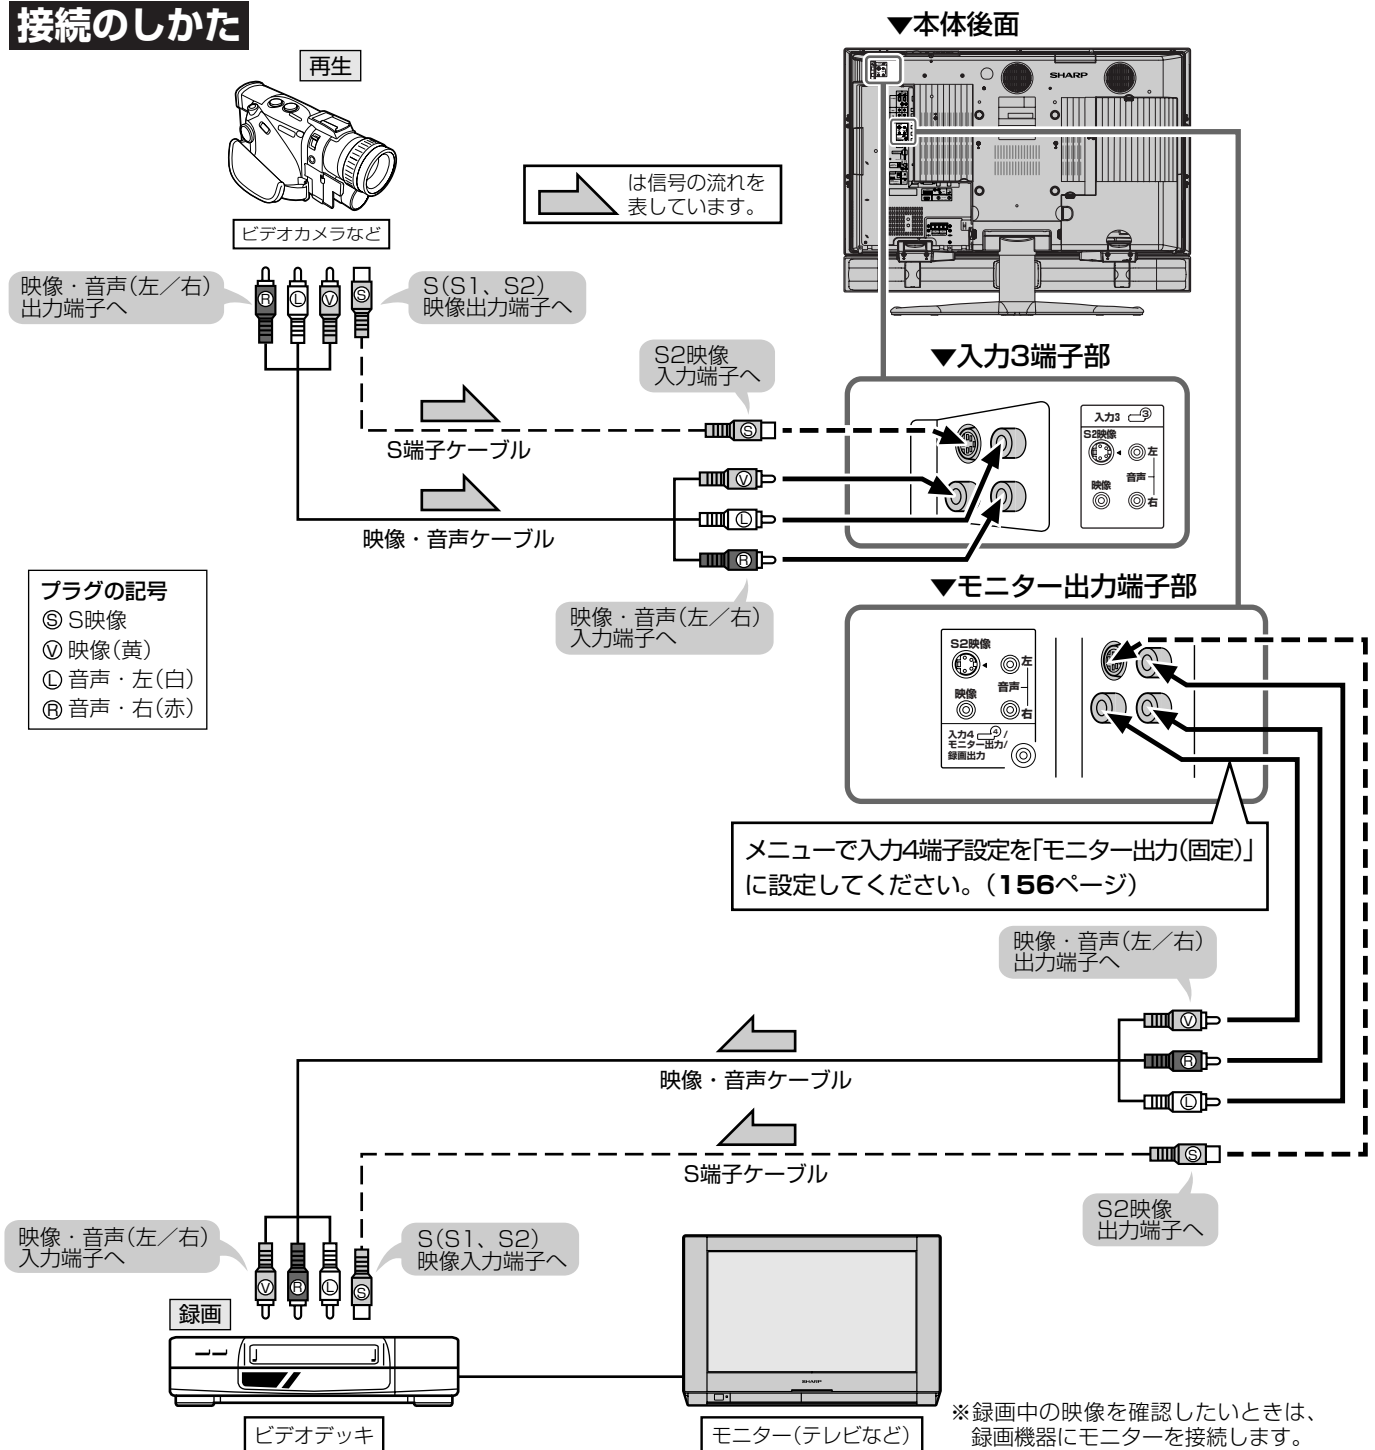 接続のしかた
再生
ビデオカメラなど
▼本体後面
SHARP
は信号の流れを
表しています。
映像・音声(左／右)
出力端子へ
R
L
V
S
S(S1、S2)
映像出力端子へ
S2映像
入力端子へ
▼入力3端子部
S端子ケーブル
S
V
映像・音声ケーブル
L
R
入力3 3
S2映像
左
音声
映像
右
映像・音声(左／右)
入力端子へ
プラグの記号
Ⓢ S映像
Ⓥ 映像(黄)
Ⓛ 音声・左(白)
Ⓡ 音声・右(赤)
▼モニター出力端子部
S2映像
左
音声
映像
右
入力4 4/
モニター出力/
録画出力
メニューで入力4端子設定を「モニター出力(固定)」
に設定してください。(156ページ)
映像・音声(左／右)
出力端子へ
V
R
L
映像・音声ケーブル
S端子ケーブル
S
S2映像
出力端子へ
映像・音声(左／右)
入力端子へ
V
R
L
S
S(S1、S2)
映像入力端子へ
録画
ビデオデッキ
SHARP
モニター(テレビなど)
※録画中の映像を確認したいときは、
録画機器にモニターを接続します。